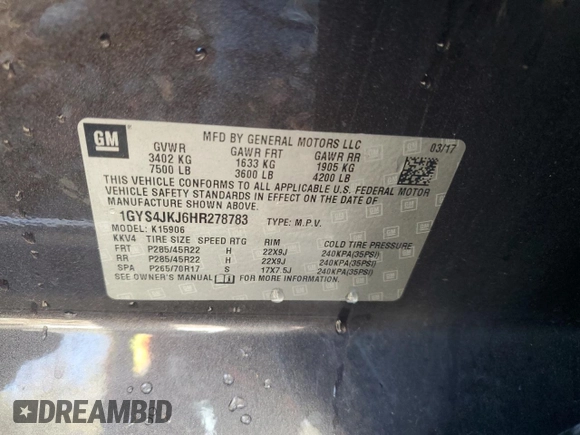 GM
MFD BY GENERAL MOTORS LLC
03/17
GVWR GAWR FRT GAWR RR
3402 KG 1633 KG 1905 KG
7500 LB 3600 LB 4200 LB
THIS VEHICLE CONFORMS TO ALL APPLICABLE U.S. FEDERAL MOTOR
VEHICLE SAFETY STANDARDS IN EFFECT ON THE DATE OF
MANUFACTURE SHOWN ABOVE.
1GYS4JKJ6HR278783 TYPE: M.P.V.
MODEL: K15906
KKV4 TIRE SIZE SPEED RTG RIM COLD TIRE PRESSURE
FRT P285/45R22 H 22X9J 240KPA(35PSI)
RR P285/45R22 H 22X9J 240KPA(35PSI)
SPA P265/70R17 S 17X7.5J 240KPA(35PSI)
SEE OWNER'S MANUAL FOR MORE INFORMATION.
DREAMBID